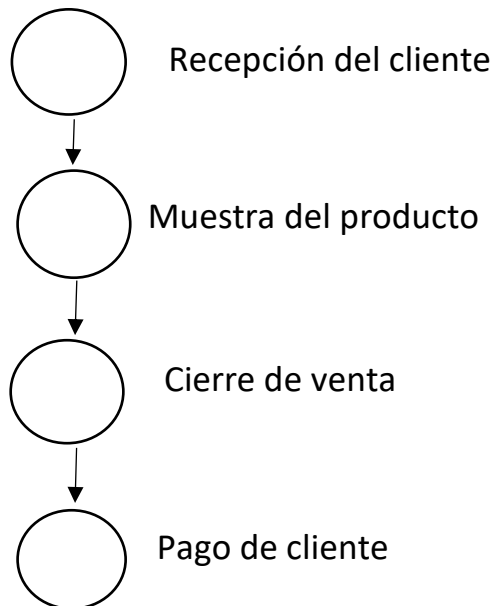 Recepción del cliente
Muestra del producto
Cierre de venta
Pago de cliente